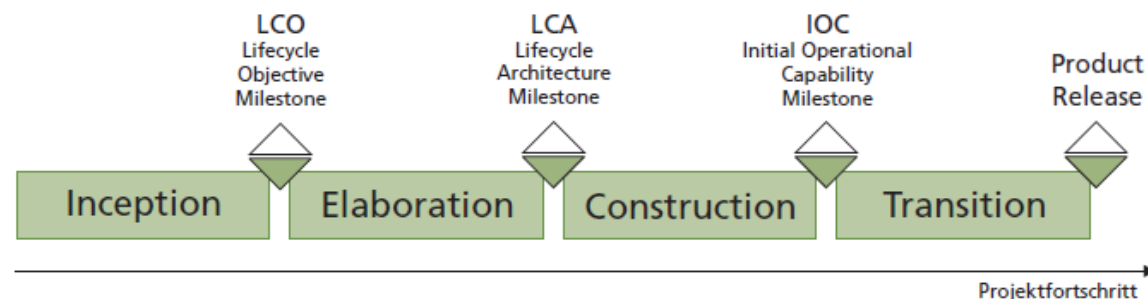 LCO
Lifecycle
Objective
Milestone
LCA
Lifecycle
Architecture
Milestone
IOC
Initial Operational
Capability
Milestone
Product
Release
Inception
Elaboration
Construction
Transition
Projektfortschritt